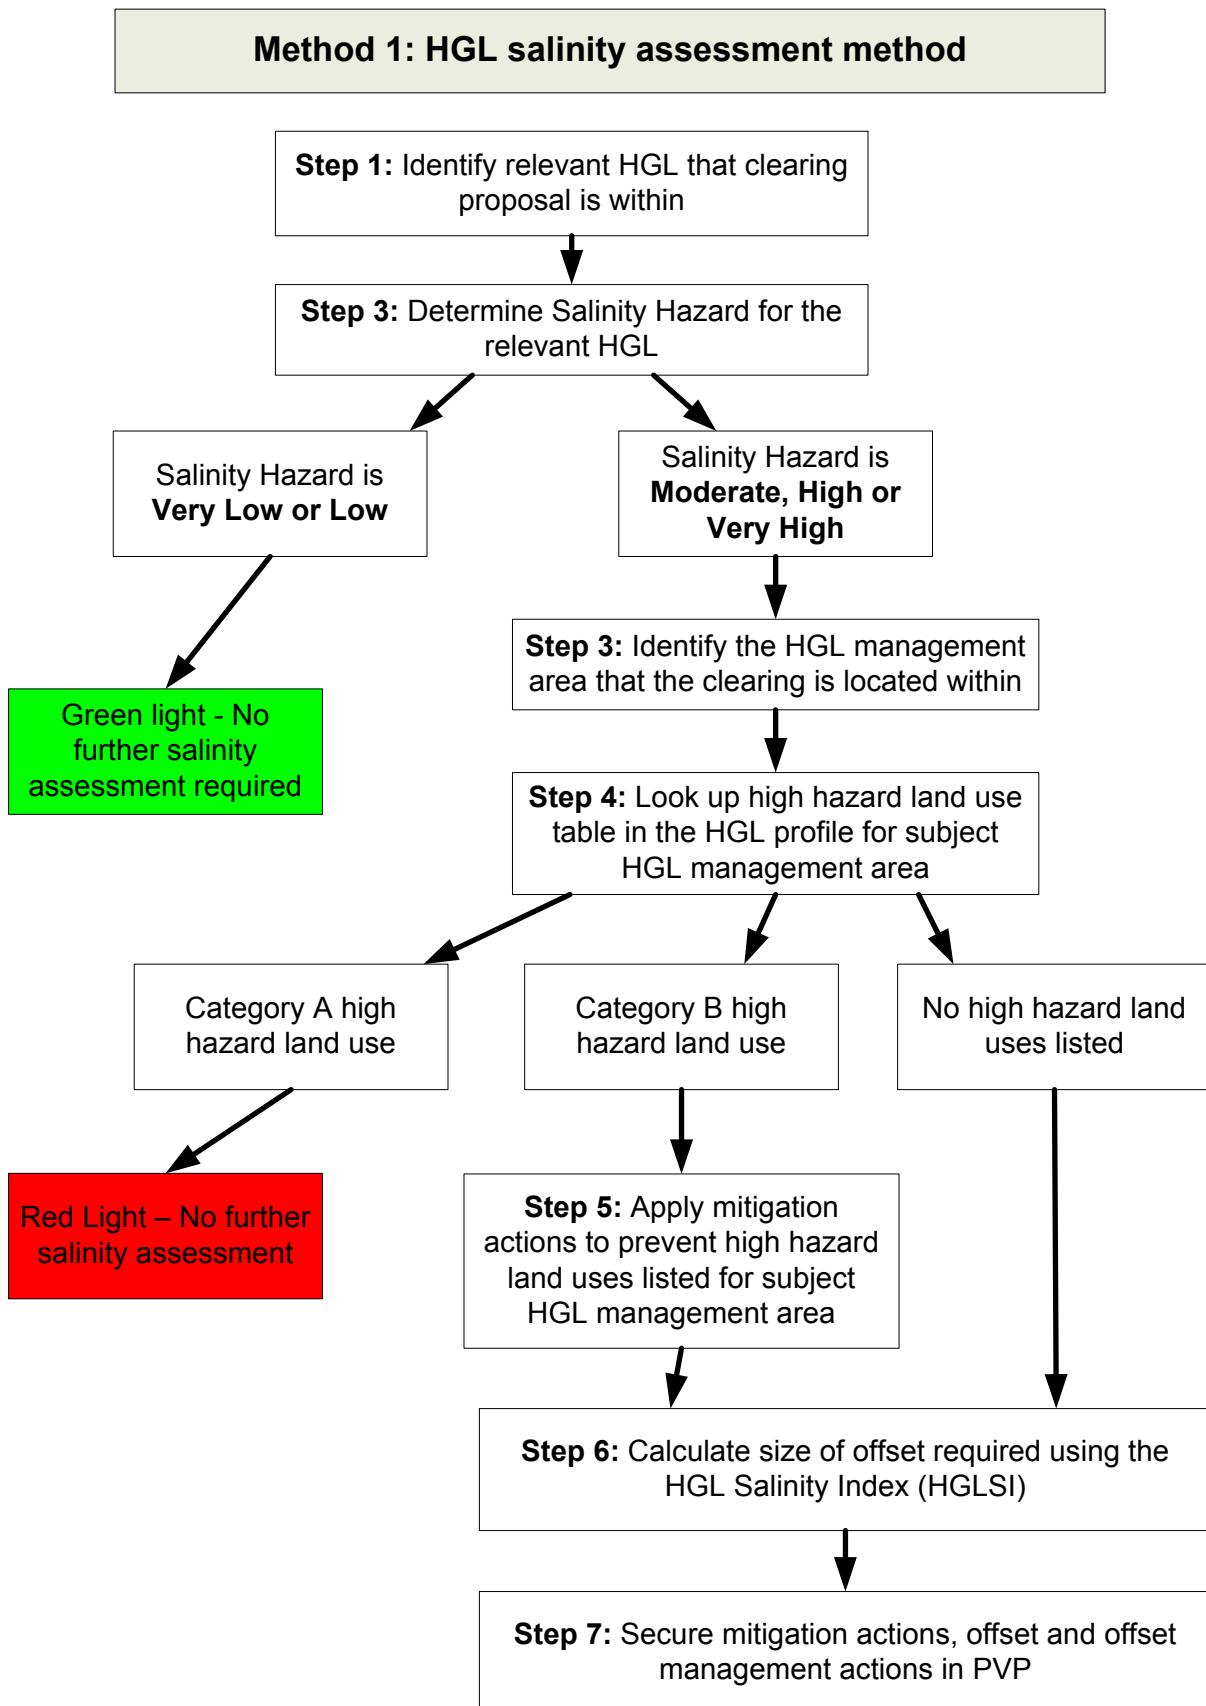 Method 1: HGL salinity assessment method
Step 1: Identify relevant HGL that clearing
proposal is within
Step 3: Determine Salinity Hazard for the
relevant HGL
Salinity Hazard is
Very Low or Low
Salinity Hazard is
Moderate, High or
Very High
Step 3: Identify the HGL management
area that the clearing is located within
Green light - No
further salinity
assessment required
Step 4: Look up high hazard land use
table in the HGL profile for subject
HGL management area
Category A high
hazard land use
Category B high
hazard land use
No high hazard land
uses listed
Red Light – No further
salinity assessment
Step 5: Apply mitigation
actions to prevent high hazard
land uses listed for subject
HGL management area
Step 6: Calculate size of offset required using the
HGL Salinity Index (HGLSI)
Step 7: Secure mitigation actions, offset and offset
management actions in PVP